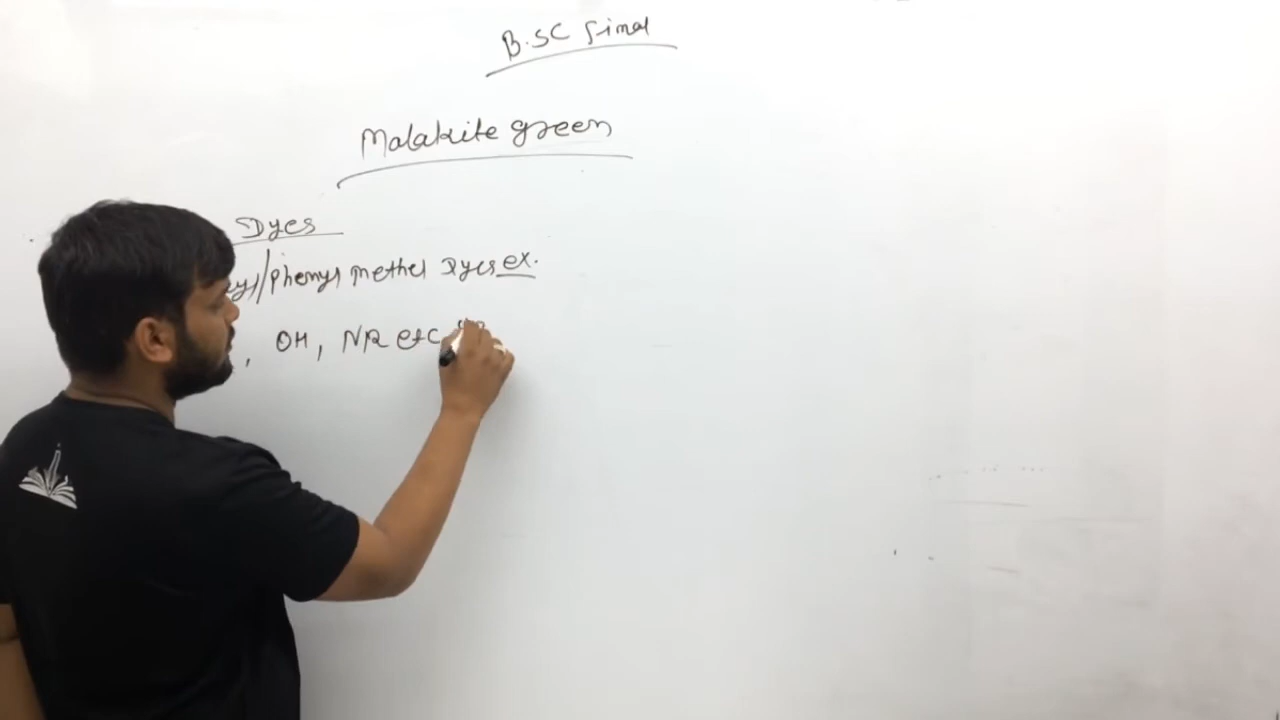 B.SC final
Malakite green
Dyes
/Phenyl methel Dyes ex.
, OH, NR etc